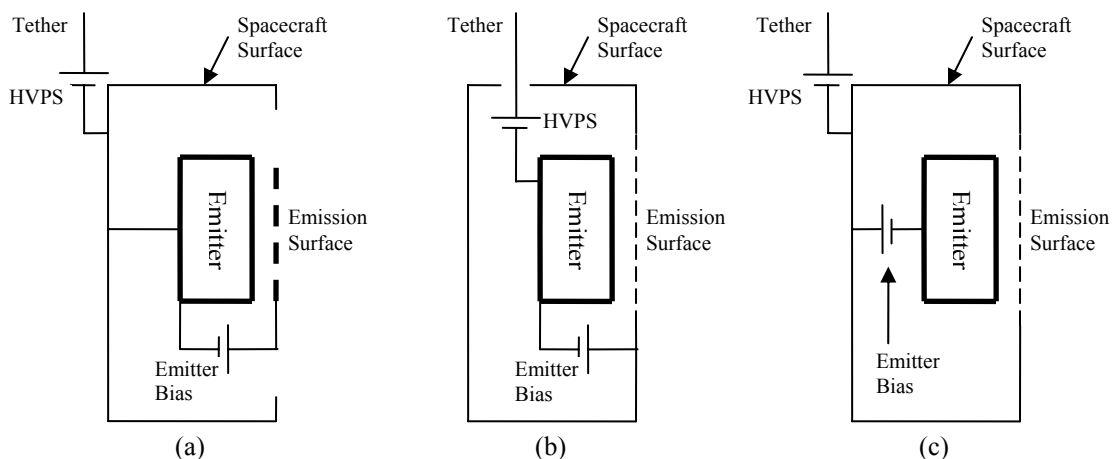 Tether
Spacecraft
Surface
HVPS
Emitter
Emission
Surface
Emitter
Bias
(a)
Tether
Spacecraft
Surface
HVPS
Emitter
Emission
Surface
Emitter
Bias
(b)
Tether
Spacecraft
Surface
HVPS
Emitter
Emission
Surface
Emitter
Bias
(c)